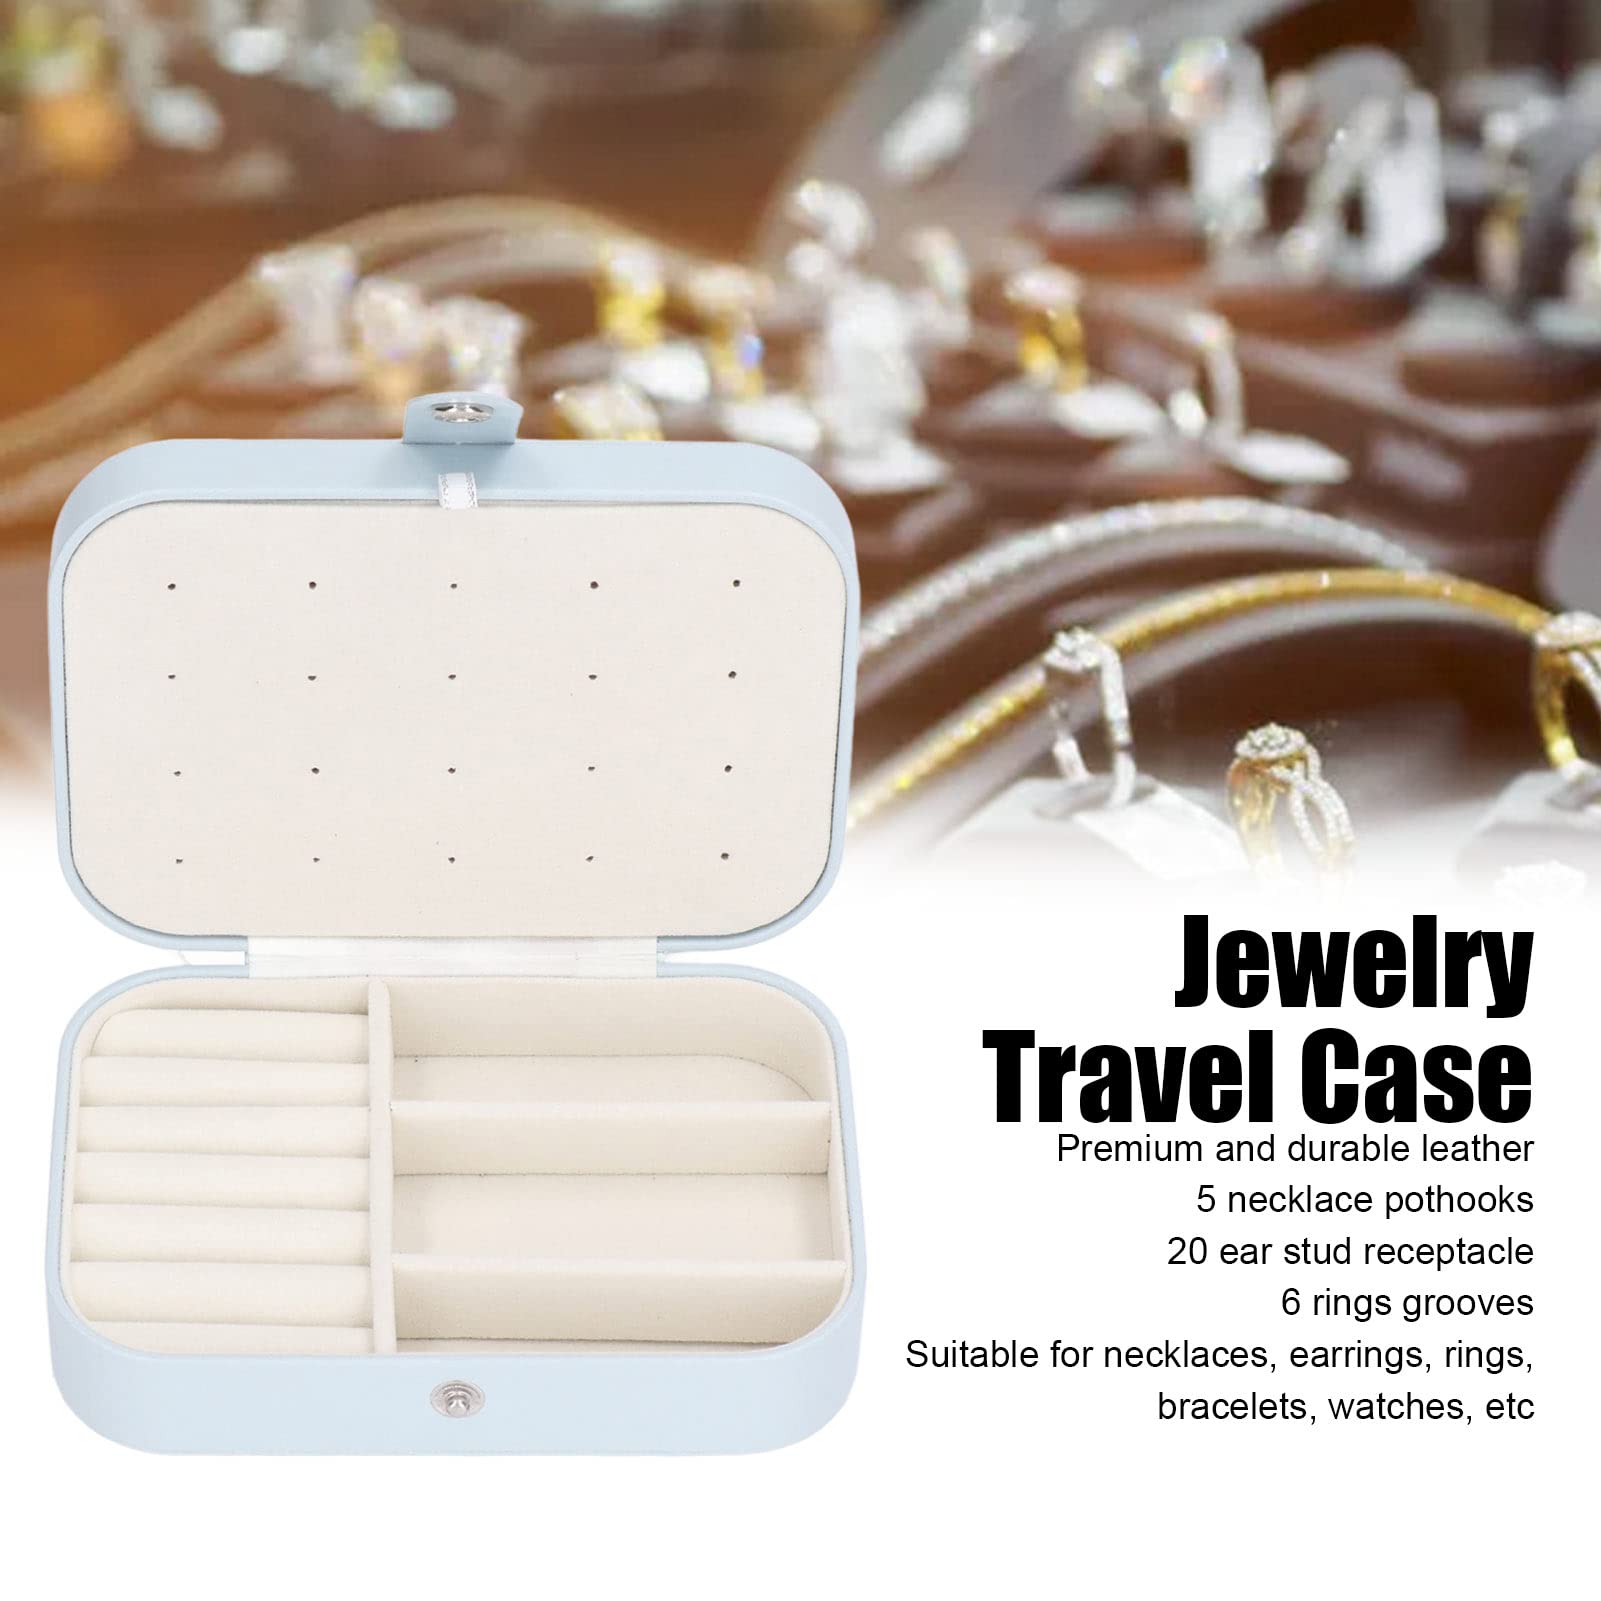 Jewelry
Travel Case
Premium and durable leather
5 necklace pothooks
20 ear stud receptacle
6 rings grooves
Suitable for necklaces, earrings, rings,
bracelets, watches, etc